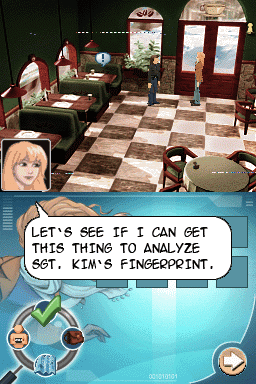 !
LET'S SEE IF I CAN GET
THIS THING TO ANALYZE
SGT. KIM'S FINGERPRINT.